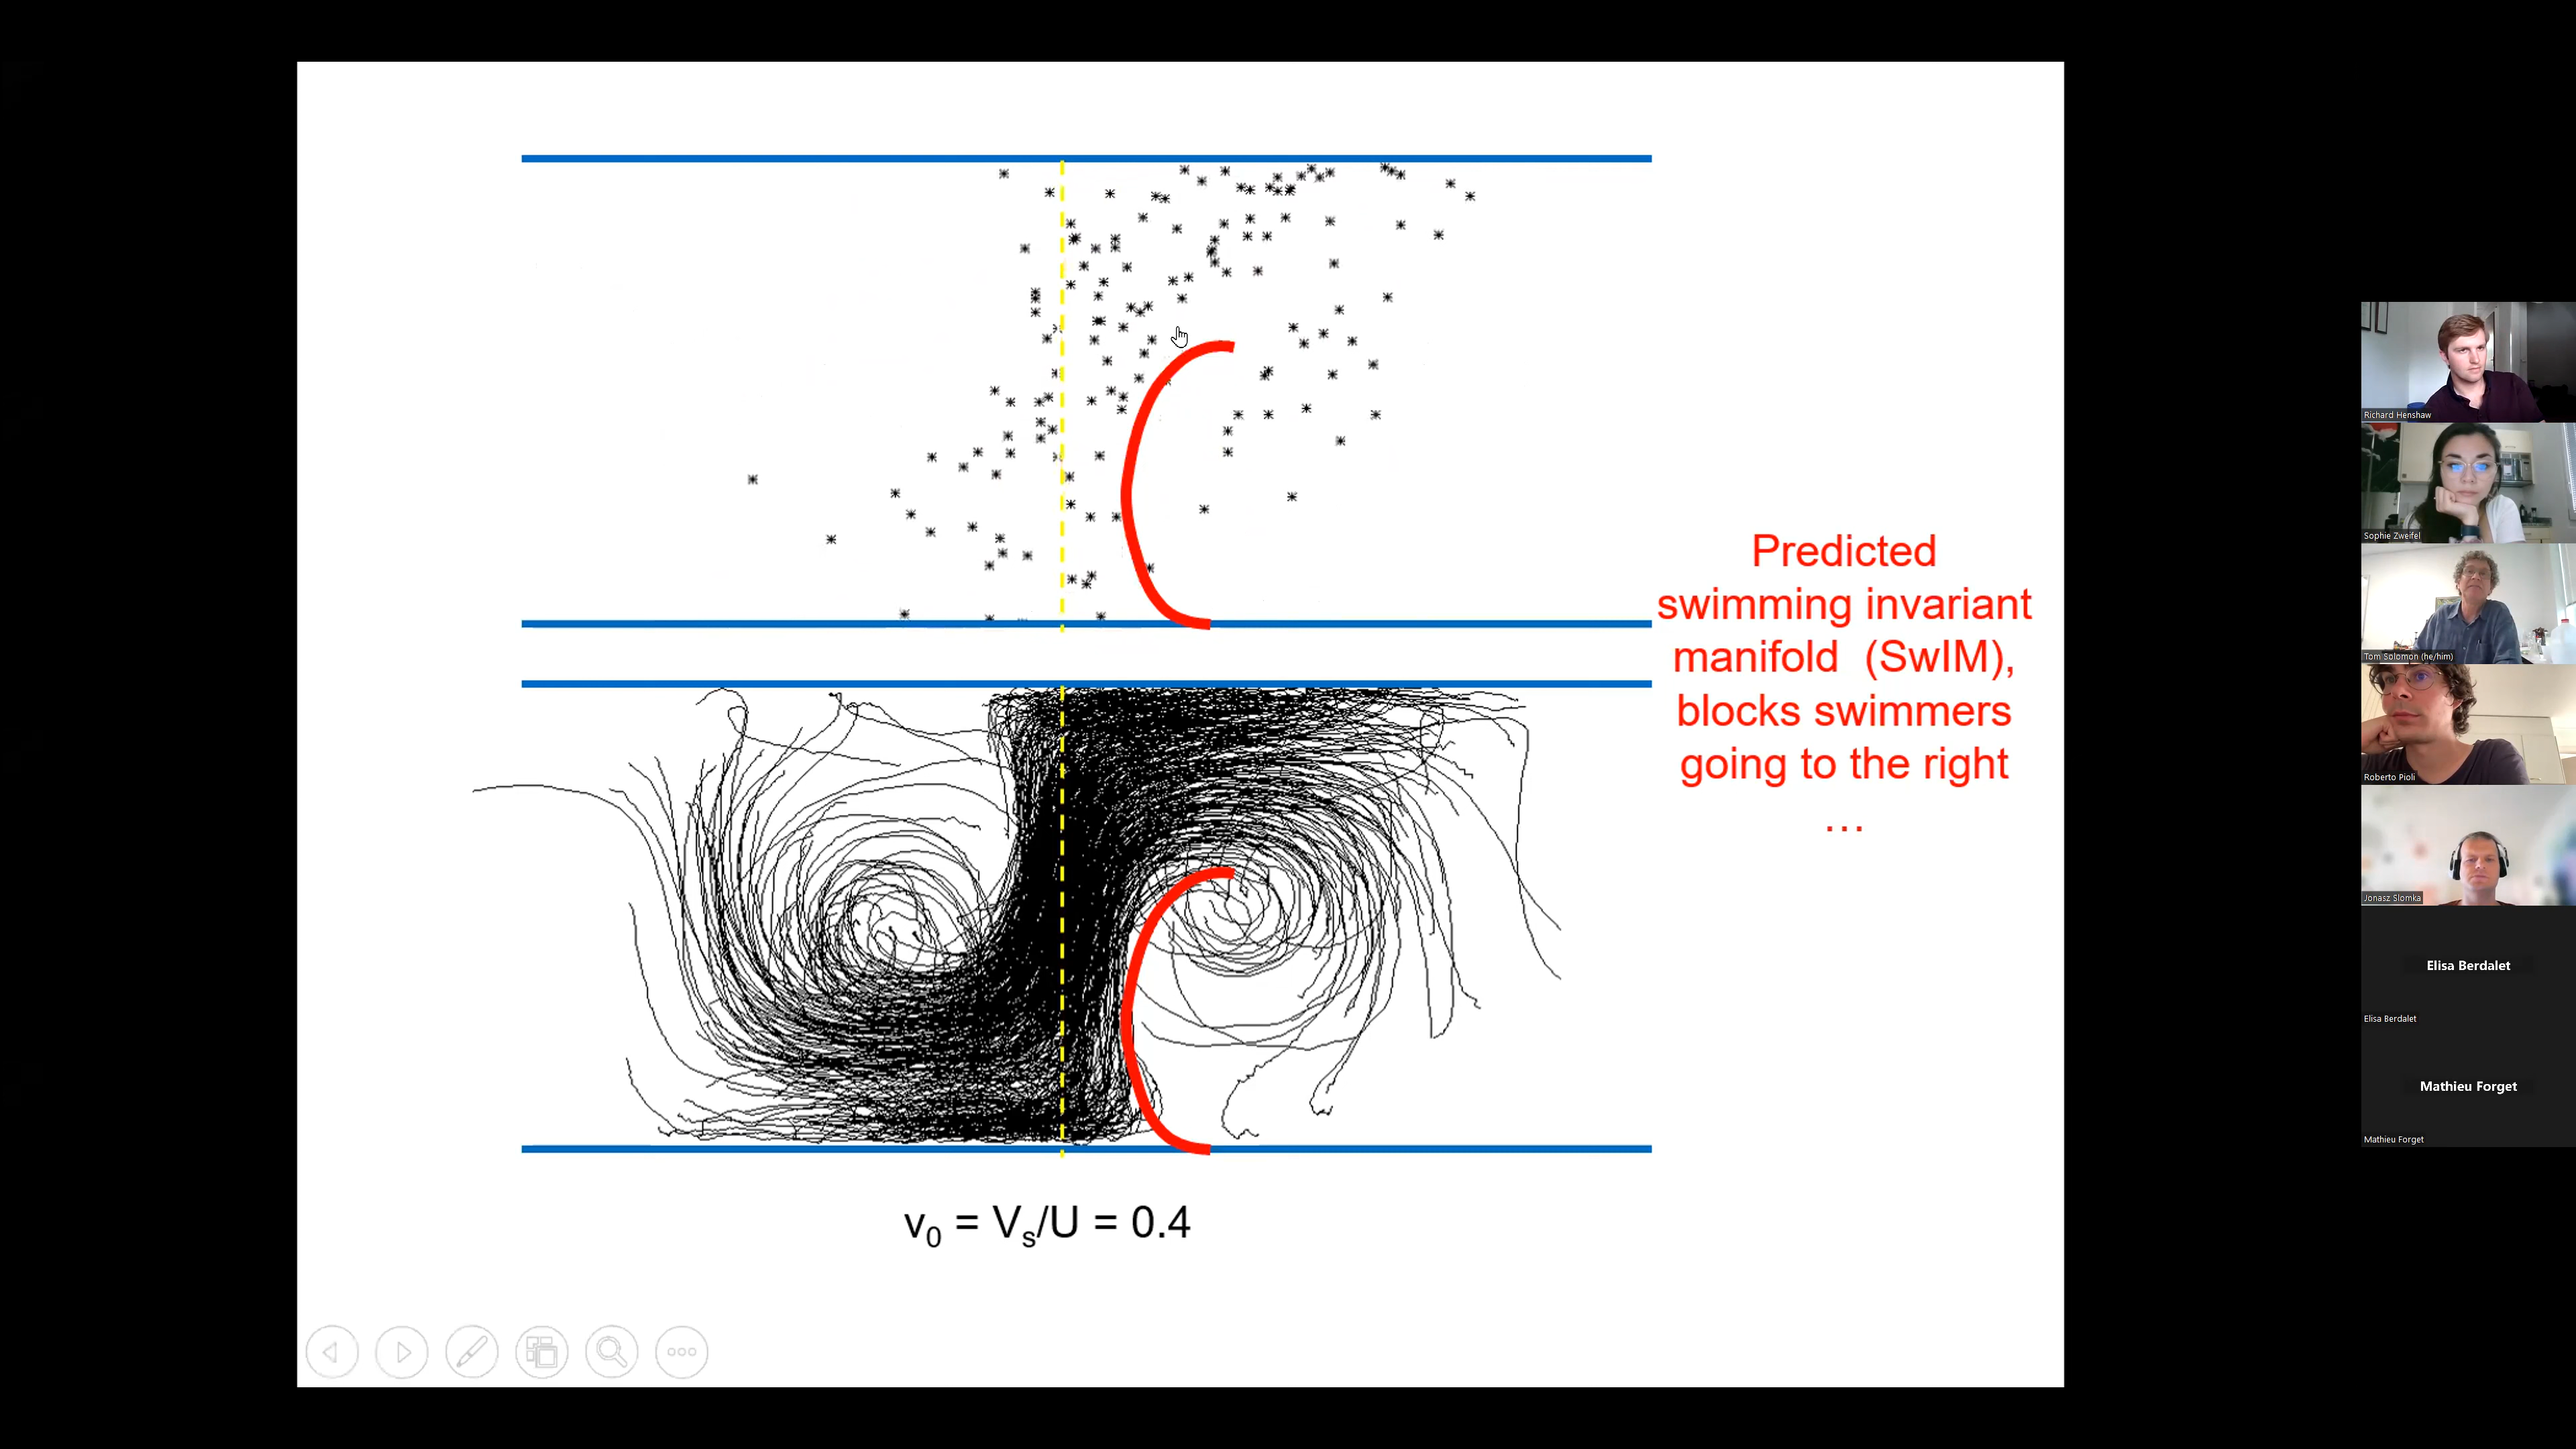 Predicted
swimming invariant
manifold (SwIM),
blocks swimmers
going to the right
...
v₀ = Vₛ/U = 0.4
Richard Henshaw
Sophie Zweifel
Tom Solomon (he/him)
Roberto Pioli
Jonasz Slomka
Elisa Berdalet
Elisa Berdalet
Mathieu Forget
Mathieu Forget